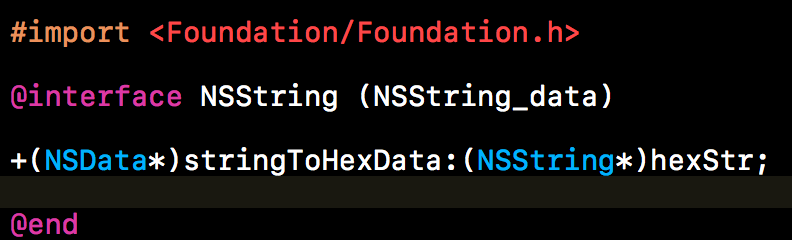 #import <Foundation/Foundation.h>
@interface NSString (NSString_data)
+(NSData*)stringToHexData:(NSString*)hexStr;
@end